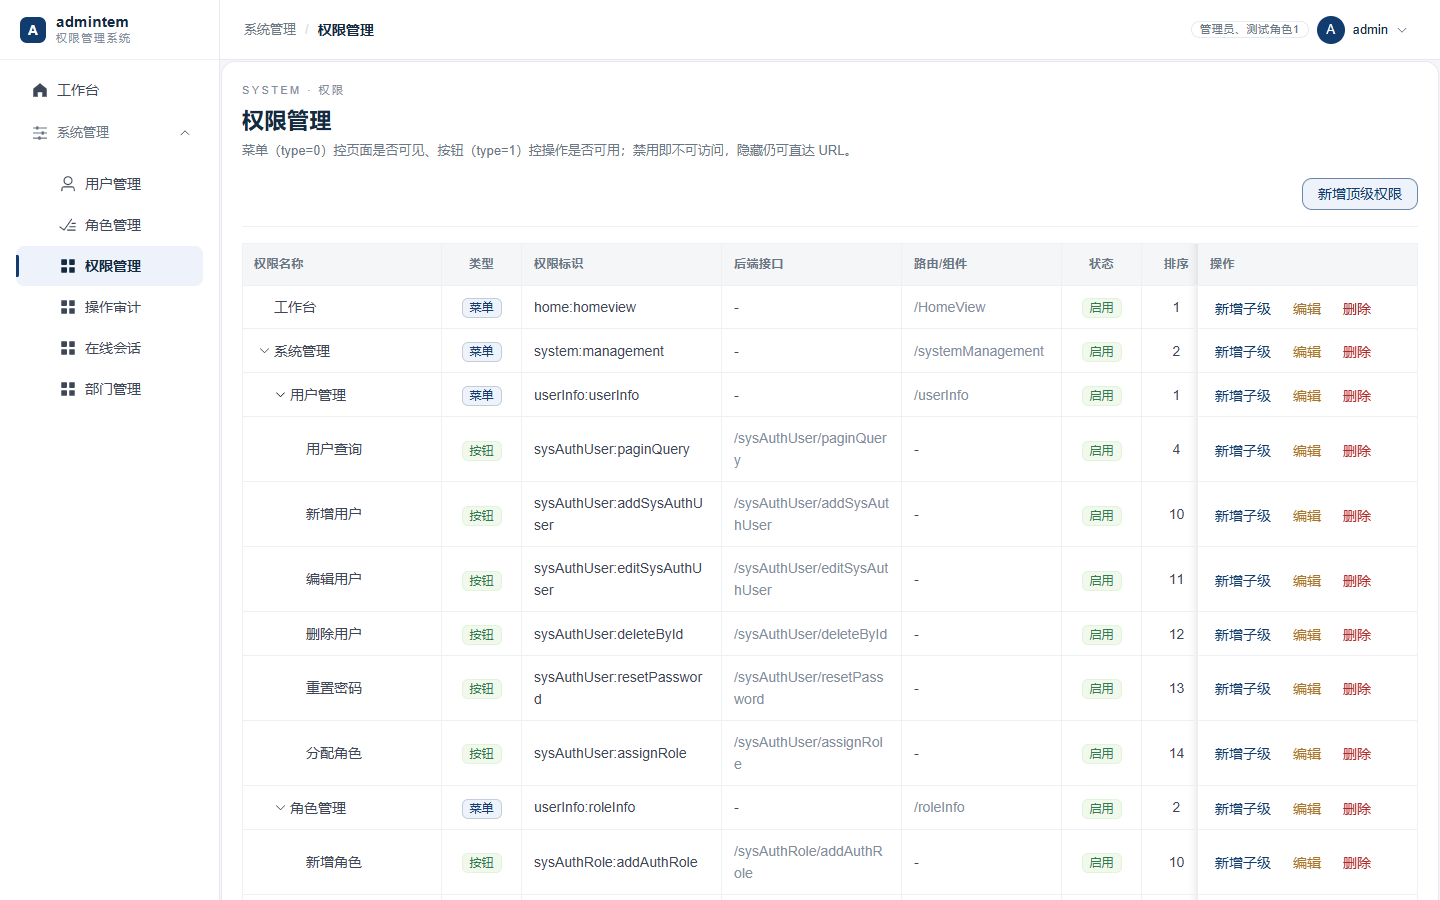 A admintem
权限管理系统
系统管理 / 权限管理
管理员、测试角色1 A admin
工作台
系统管理
用户管理
角色管理
权限管理
操作审计
在线会话
部门管理
SYSTEM · 权限
权限管理
菜单（type=0）控页面是否可见、按钮（type=1）控操作是否可用；禁用即不可访问，隐藏仍可直达 URL。
新增顶级权限
权限名称 类型 权限标识 后端接口 路由/组件 状态 排序 操作
工作台 菜单 home:homeview - /HomeView 启用 1 新增子级 编辑 删除
系统管理 菜单 system:management - /systemManagement 启用 2 新增子级 编辑 删除
用户管理 菜单 userInfo:userInfo - /userInfo 启用 1 新增子级 编辑 删除
用户查询 按钮 sysAuthUser:paginQuery /sysAuthUser/paginQuer - 启用 4 新增子级 编辑 删除
y
新增用户 按钮 sysAuthUser:addSysAuthU /sysAuthUser/addSysAut - 启用 10 新增子级 编辑 删除
ser hUser
编辑用户 按钮 sysAuthUser:editSysAuthU /sysAuthUser/editSysAut - 启用 11 新增子级 编辑 删除
ser hUser
删除用户 按钮 sysAuthUser:deleteById /sysAuthUser/deleteById - 启用 12 新增子级 编辑 删除
重置密码 按钮 sysAuthUser:resetPasswor /sysAuthUser/resetPass - 启用 13 新增子级 编辑 删除
d word
分配角色 按钮 sysAuthUser:assignRole /sysAuthUser/assignRol - 启用 14 新增子级 编辑 删除
e
角色管理 菜单 userInfo:roleInfo - /roleInfo 启用 2 新增子级 编辑 删除
新增角色 按钮 sysAuthRole:addAuthRole /sysAuthRole/addAuthR - 启用 10 新增子级 编辑 删除
ole